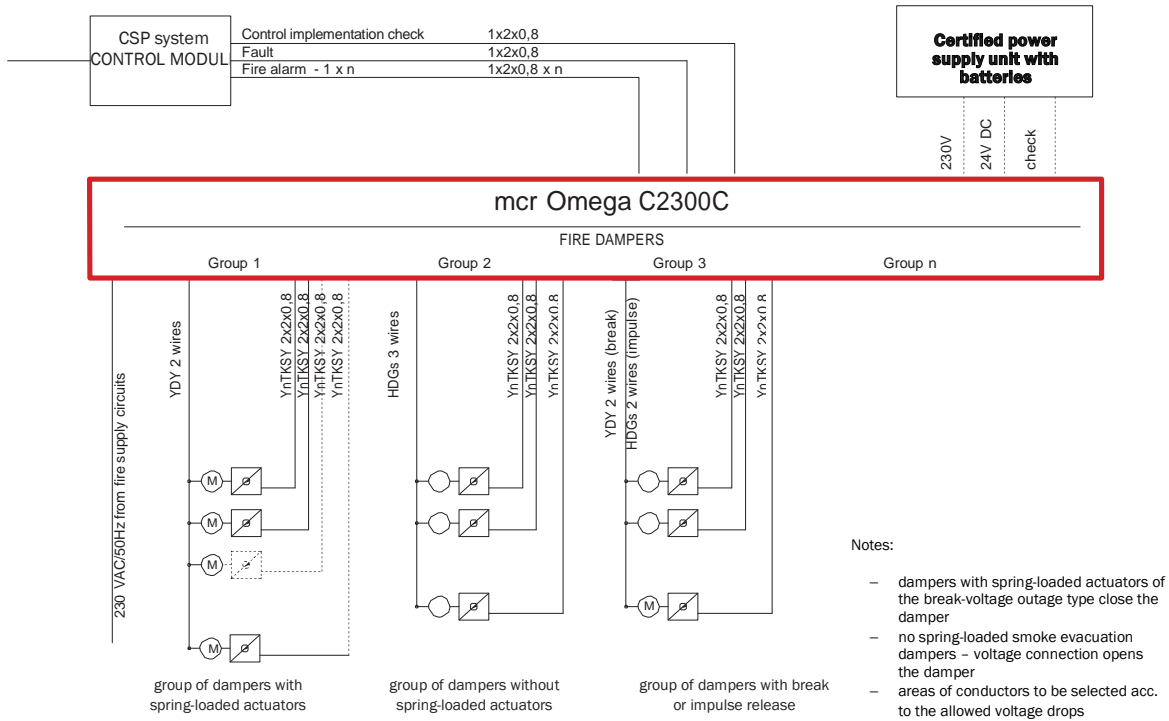 CSP system
CONTROL MODUL
Control implementation check 1x2x0,8
Fault 1x2x0,8
Fire alarm - 1 x n 1x2x0,8 x n
Certified power
supply unit with
batteries
230V
24V DC
check
mcr Omega C2300C
FIRE DAMPERS
Group 1
Group 2
Group 3
Group n
230 VAC/50Hz from fire supply circuits
YDY 2 wires
YnTKSY 2x2x0,8
YnTKSY 2x2x0,8
YnTKSY 2x2x0,8
YnTKSY 2x2x0,8
HDGs 3 wires
YnTKSY 2x2x0,8
YnTKSY 2x2x0,8
YnTKSY 2x2x0,8
YDY 2 wires (break)
HDGs 2 wires (impulse)
YnTKSY 2x2x0,8
YnTKSY 2x2x0,8
YnTKSY 2x2x0,8
M
M
M
M
M
group of dampers with
spring-loaded actuators
group of dampers without
spring-loaded actuators
group of dampers with break
or impulse release
Notes:
– dampers with spring-loaded actuators of
the break-voltage outage type close the
damper
– no spring-loaded smoke evacuation
dampers – voltage connection opens
the damper
– areas of conductors to be selected acc.
to the allowed voltage drops